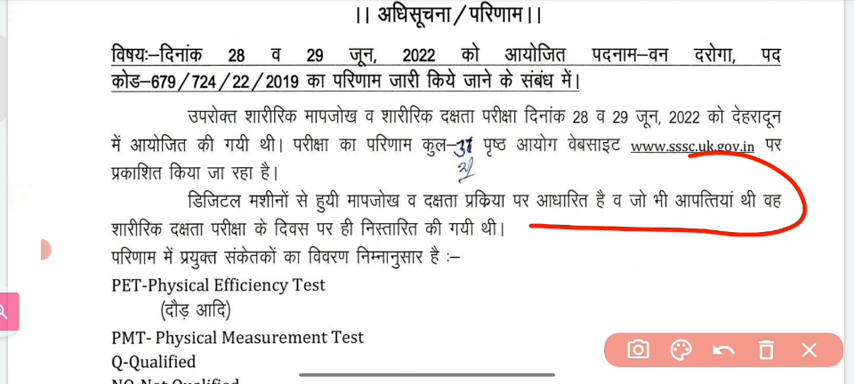 ।। अधिसूचना/परिणाम।।
विषयः–दिनांक 28 व 29 जून, 2022 को आयोजित पदनाम–वन दरोगा, पद
कोड–679/724/22/2019 का परिणाम जारी किये जाने के संबंध में।
उपरोक्त शारीरिक मापजोख व शारीरिक दक्षता परीक्षा दिनांक 28 व 29 जून, 2022 को देहरादून
में आयोजित की गयी थी। परीक्षा का परिणाम कुल– पृष्ठ आयोग वेबसाइट www.sssc.uk.gov.in पर
प्रकाशित किया जा रहा है।
डिजिटल मशीनों से हुयी मापजोख व दक्षता प्रक्रिया पर आधारित है व जो भी आपत्तियां थी वह
शारीरिक दक्षता परीक्षा के दिवस पर ही निस्तारित की गयी थी।
परिणाम में प्रयुक्त संकेतकों का विवरण निम्नानुसार है :–
PET-Physical Efficiency Test
(दौड़ आदि)
PMT- Physical Measurement Test
Q-Qualified
NQ-Not Qualified